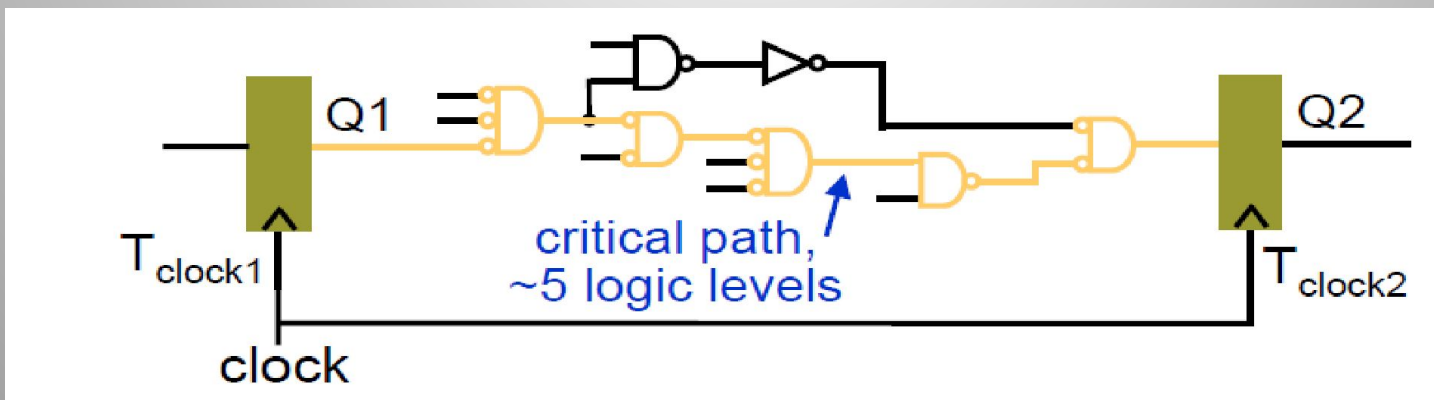 Q1
Q2
critical path,
~5 logic levels
Tclock1
Tclock2
clock